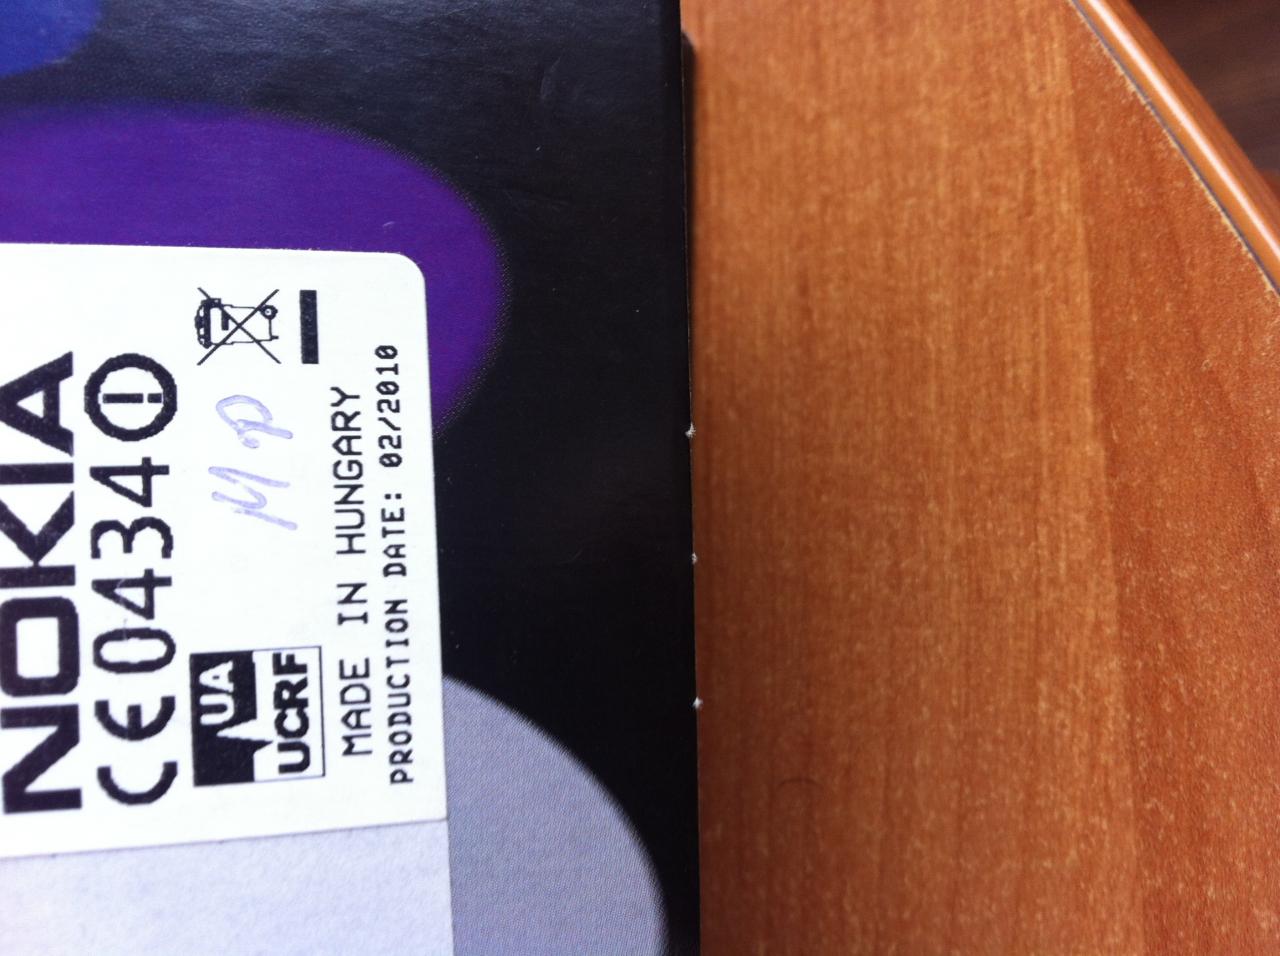 NOKIA
CE0434
UA
UCRF
MADE IN HUNGARY
PRODUCTION DATE: 02/2010